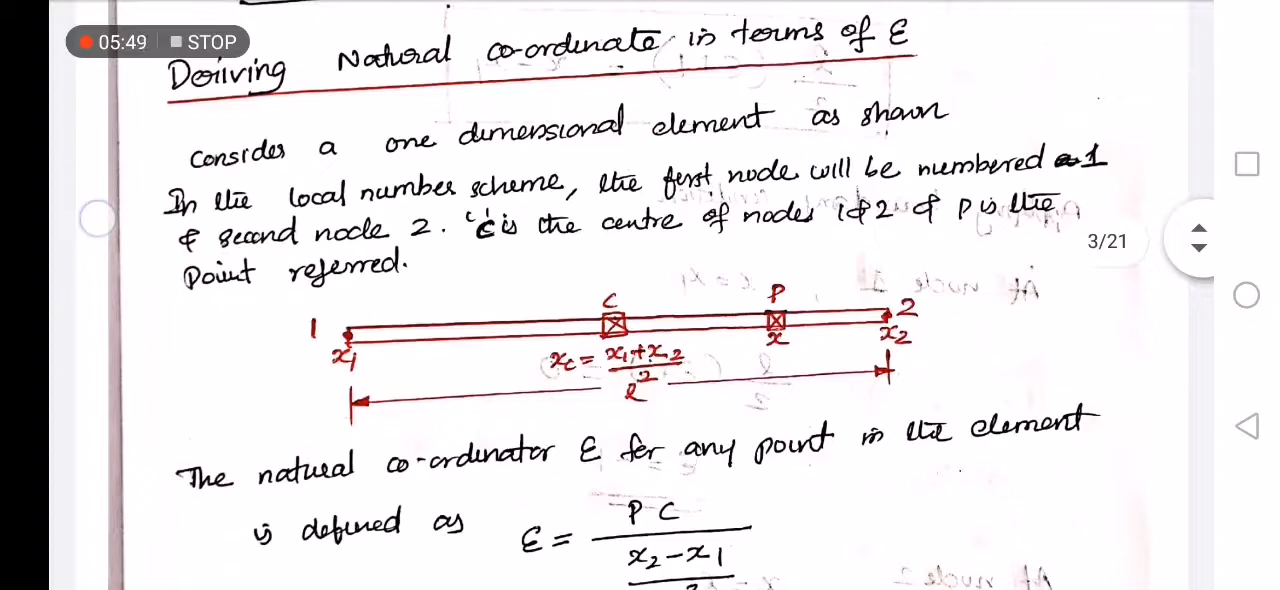 05:49 STOP
Deriving Natural co-ordinate in terms of ε
Consider a one dimensional element as shown
In the local number scheme, the first node will be numbered 1
& second node 2. 'c' is the centre of nodes 1 & 2 & P is the
Point referred.
3/21
C P
1 2
x1 xc = x1+x2 / 2 x x2
l
The natural co-ordinator ε for any point in the element
is defined as ε = PC / x2-x1 / 2